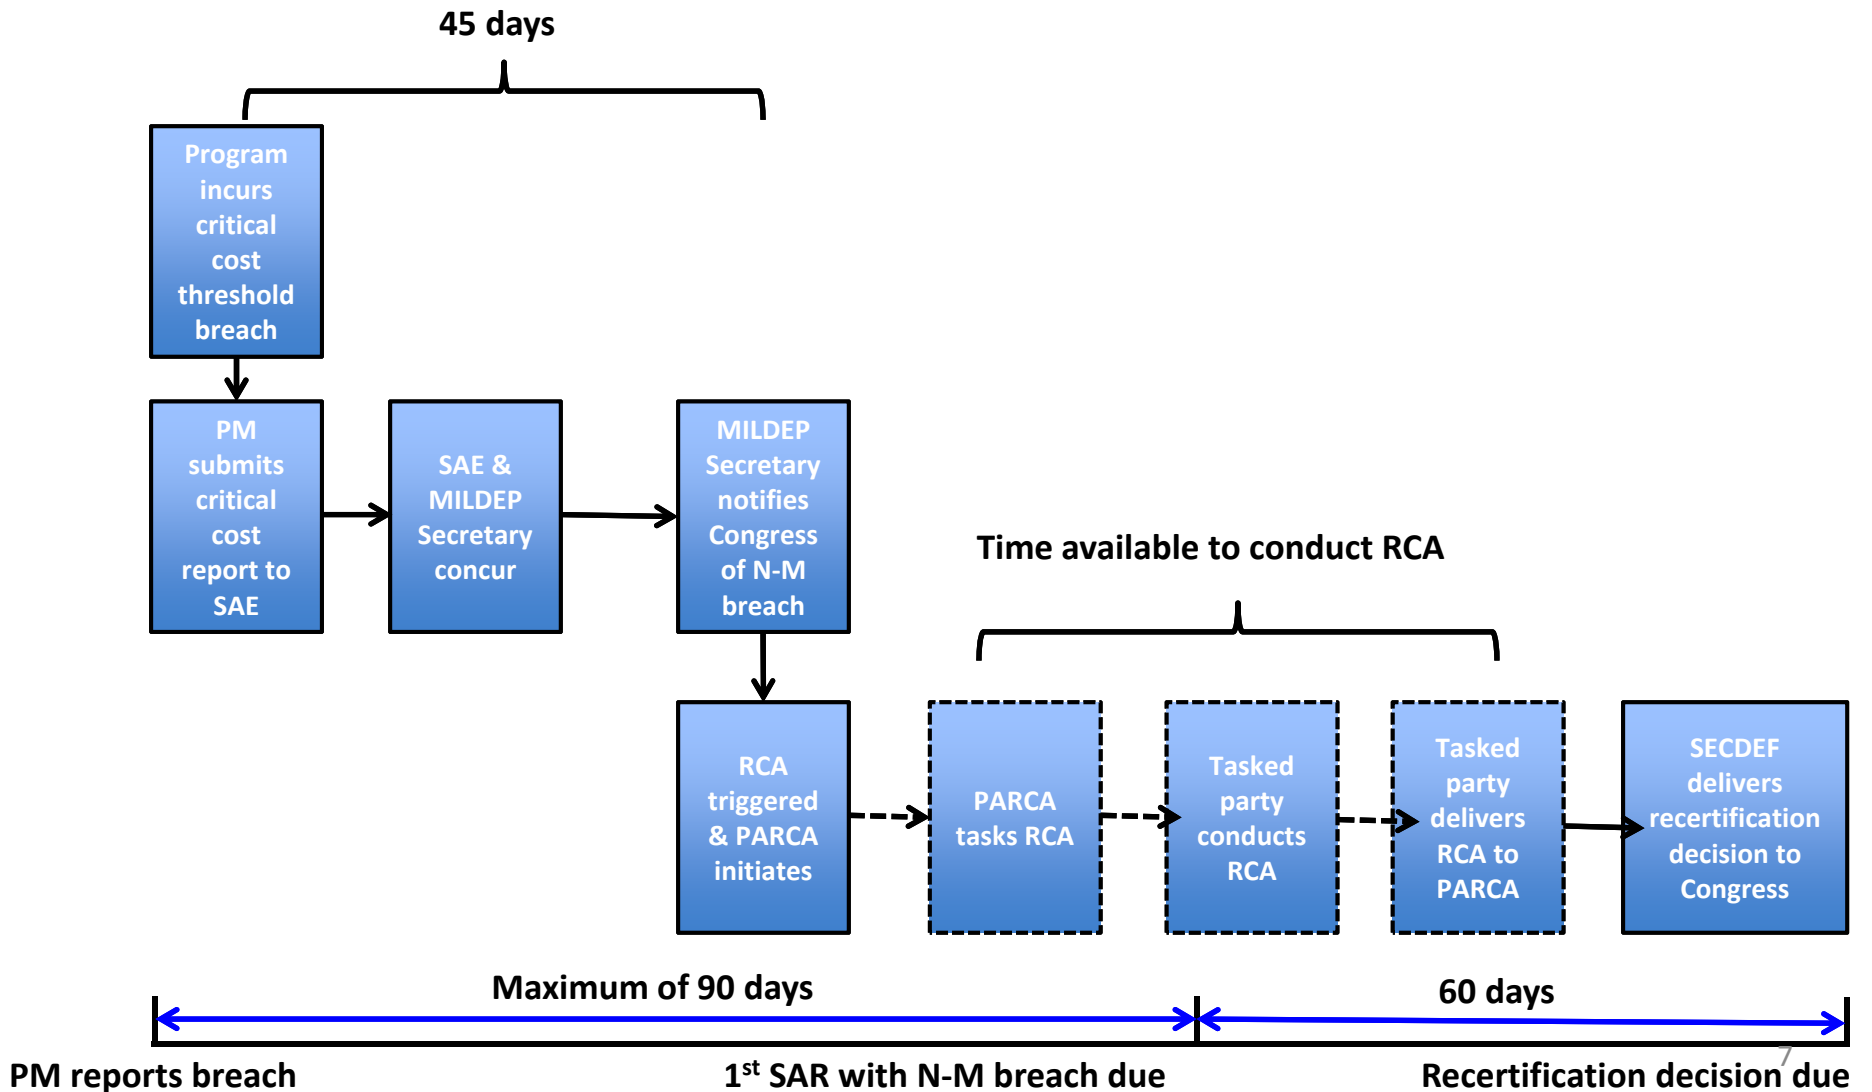 45 days
Program
incurs
critical
cost
threshold
breach
PM
submits
critical
cost
report to
SAE
SAE &
MILDEP
Secretary
concur
MILDEP
Secretary
notifies
Congress
of N-M
breach
Time available to conduct RCA
RCA
triggered
& PARCA
initiates
PARCA
tasks RCA
Tasked
party
conducts
RCA
Tasked
party
delivers
RCA to
PARCA
SECDEF
delivers
recertification
decision to
Congress
Maximum of 90 days
60 days
PM reports breach
1st SAR with N-M breach due
Recertification decision due
7